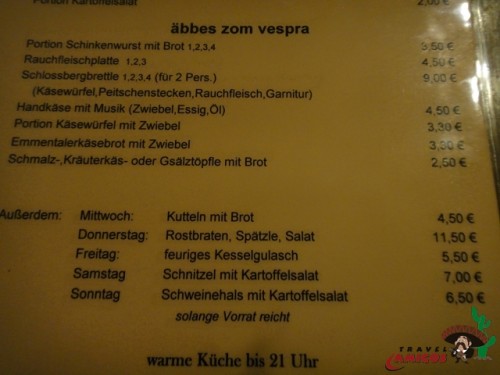 Portion Kartoffelsalat 2,00 €
äbbes zom vespra
Portion Schinkenwurst mit Brot 1,2,3,4 3,50 €
Rauchfleischplatte 1,2,3 4,50 €
Schlossbergbrettle 1,2,3,4 (für 2 Pers.) 9,00 €
(Käsewürfel,Peitschenstecken,Rauchfleisch,Garnitur)
Handkäse mit Musik (Zwiebel,Essig,Öl) 4,50 €
Portion Käsewürfel mit Zwiebel 3,30 €
Emmentalerkäsebrot mit Zwiebel 3,30 €
Schmalz-,Kräuterkäs- oder Gsälztöpfle mit Brot 2,50 €
Außerdem: Mittwoch: Kutteln mit Brot 4,50 €
Donnerstag: Rostbraten, Spätzle, Salat 11,50 €
Freitag: feuriges Kesselgulasch 5,50 €
Samstag Schnitzel mit Kartoffelsalat 7,00 €
Sonntag Schweinehals mit Kartoffelsalat 6,50 €
solange Vorrat reicht
warme Küche bis 21 Uhr
TRAVEL
AMIGOS